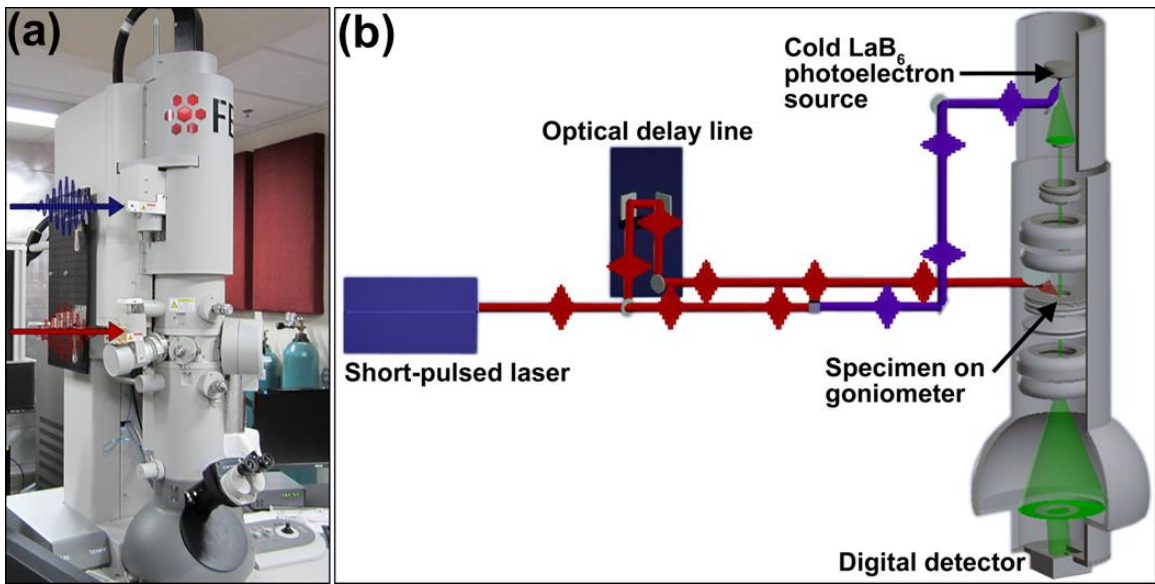 (a)
FE
(b)
Cold LaB6
photoelectron
source
Optical delay line
Short-pulsed laser
Specimen on
goniometer
Digital detector